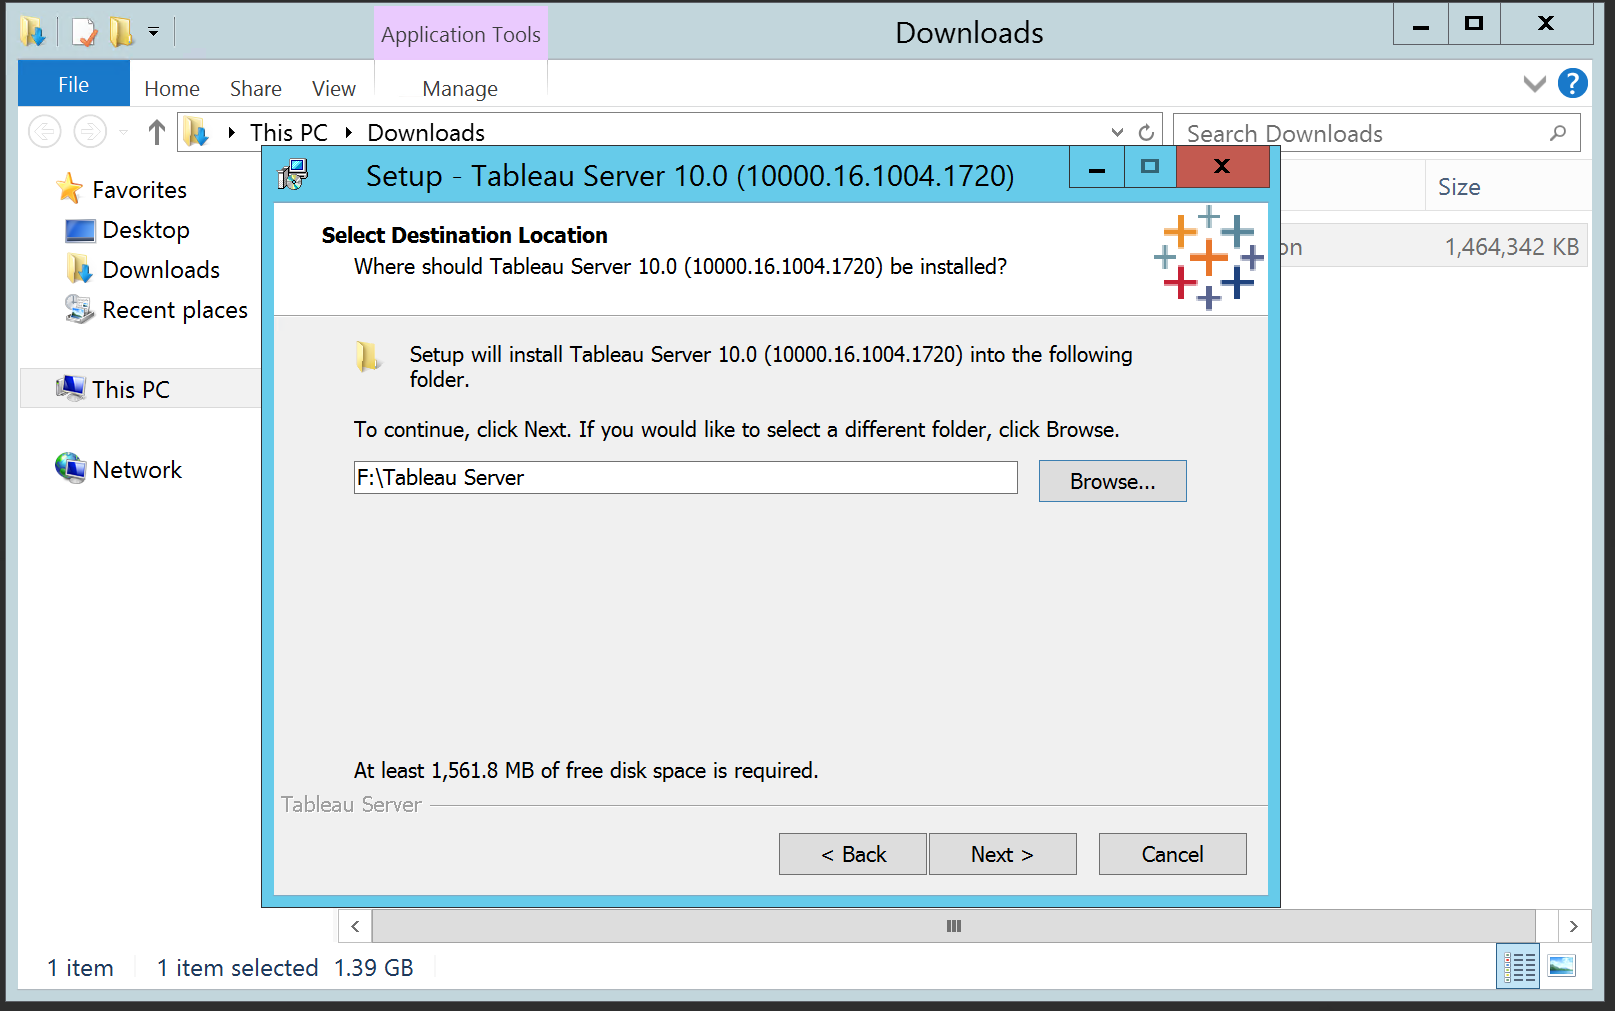 Application Tools
Downloads
File
Home
Share
View
Manage
This PC
Downloads
Search Downloads
Favorites
Desktop
Downloads
Recent places
This PC
Network
Size
1,464,342 KB
Setup - Tableau Server 10.0 (10000.16.1004.1720)
Select Destination Location
Where should Tableau Server 10.0 (10000.16.1004.1720) be installed?
Setup will install Tableau Server 10.0 (10000.16.1004.1720) into the following
folder.
To continue, click Next. If you would like to select a different folder, click Browse.
F:\Tableau Server
Browse...
At least 1,561.8 MB of free disk space is required.
Tableau Server
< Back
Next >
Cancel
1 item
1 item selected 1.39 GB